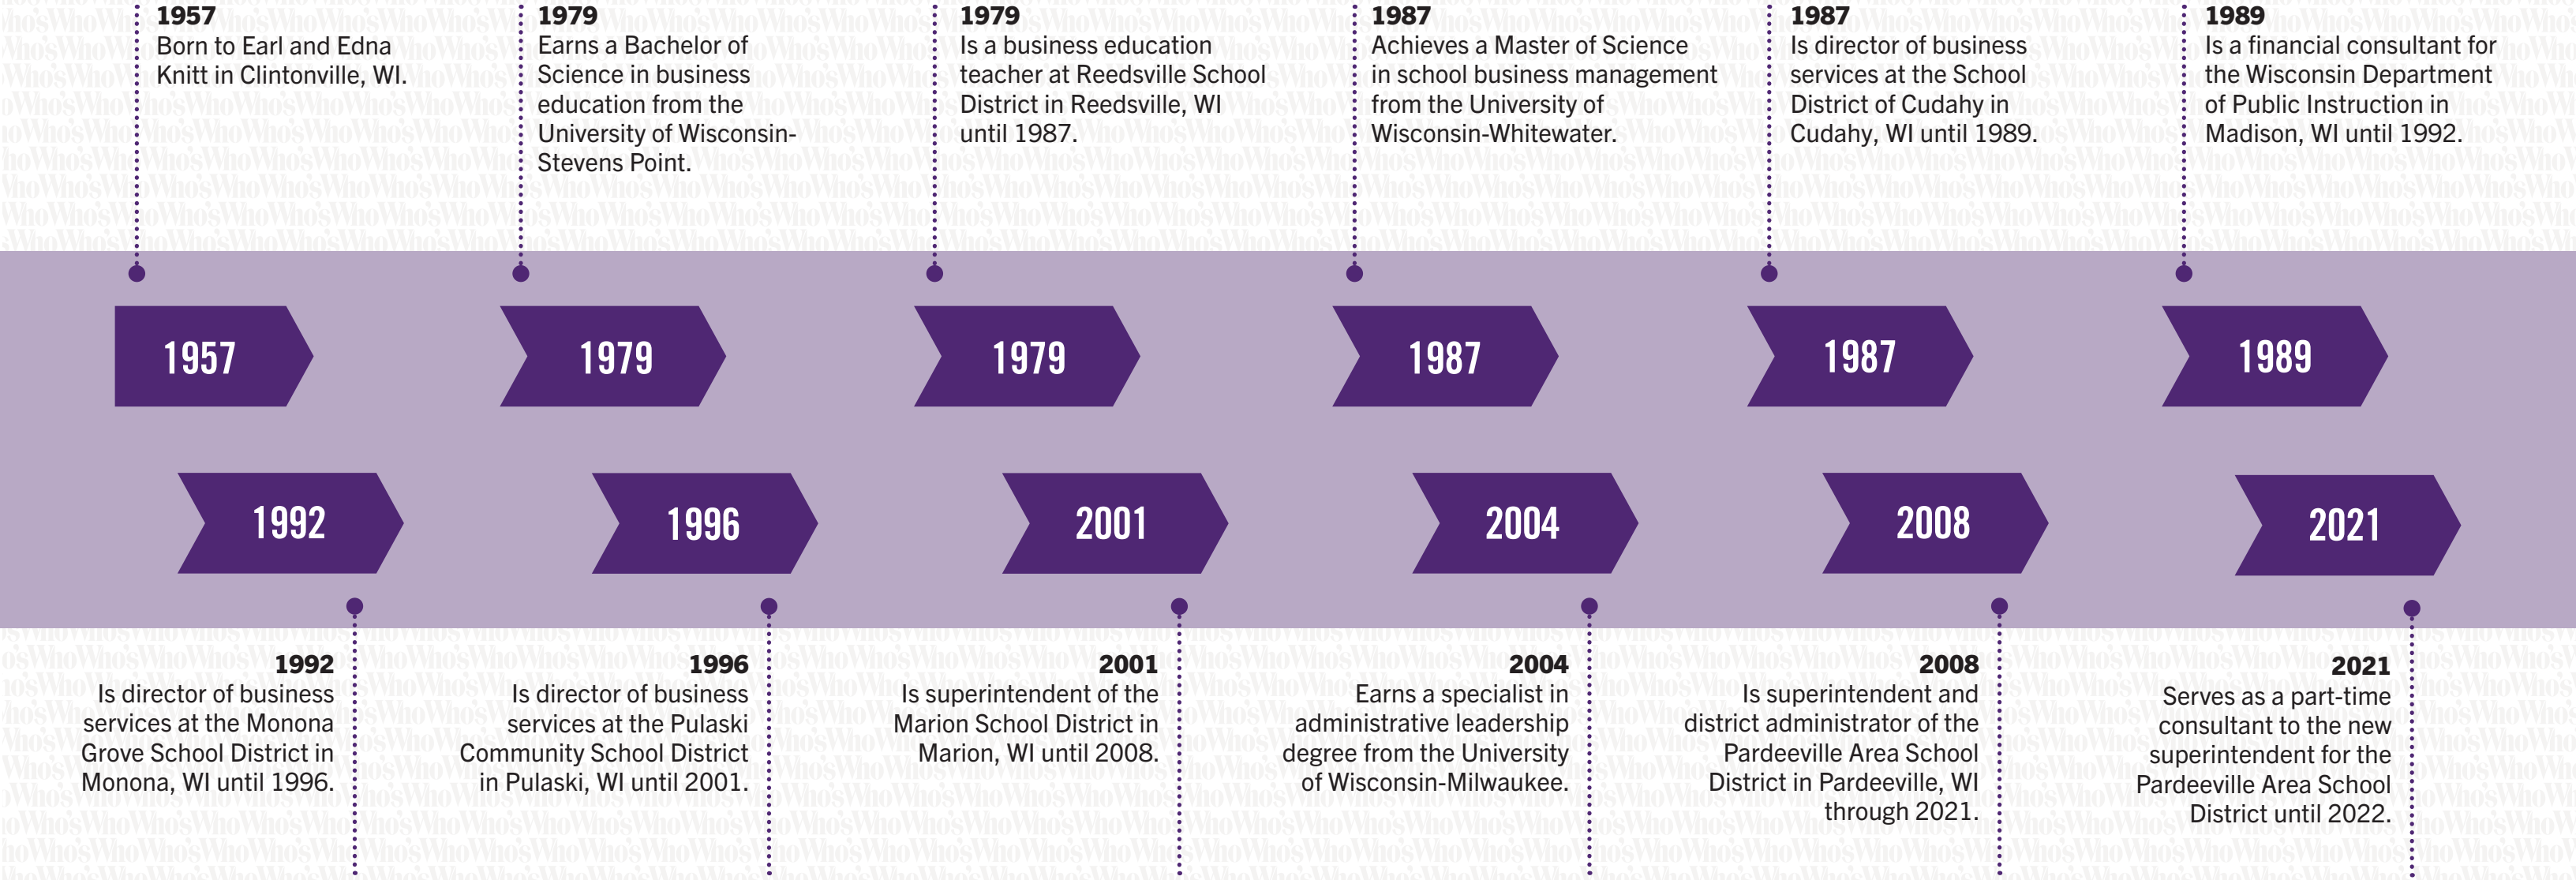 1957
Born to Earl and Edna
Knitt in Clintonville, WI.
1979
Earns a Bachelor of
Science in business
education from the
University of Wisconsin-
Stevens Point.
1979
Is a business education
teacher at Reedsville School
District in Reedsville, WI
until 1987.
1987
Achieves a Master of Science
in school business management
from the University of
Wisconsin-Whitewater.
1987
Is director of business
services at the School
District of Cudahy in
Cudahy, WI until 1989.
1989
Is a financial consultant for
the Wisconsin Department
of Public Instruction in
Madison, WI until 1992.
1957
1979
1979
1987
1987
1989
1992
1996
2001
2004
2008
2021
1992
Is director of business
services at the Monona
Grove School District in
Monona, WI until 1996.
1996
Is director of business
services at the Pulaski
Community School District
in Pulaski, WI until 2001.
2001
Is superintendent of the
Marion School District in
Marion, WI until 2008.
2004
Earns a specialist in
administrative leadership
degree from the University
of Wisconsin-Milwaukee.
2008
Is superintendent and
district administrator of the
Pardeeville Area School
District in Pardeeville, WI
through 2021.
2021
Serves as a part-time
consultant to the new
superintendent for the
Pardeeville Area School
District until 2022.